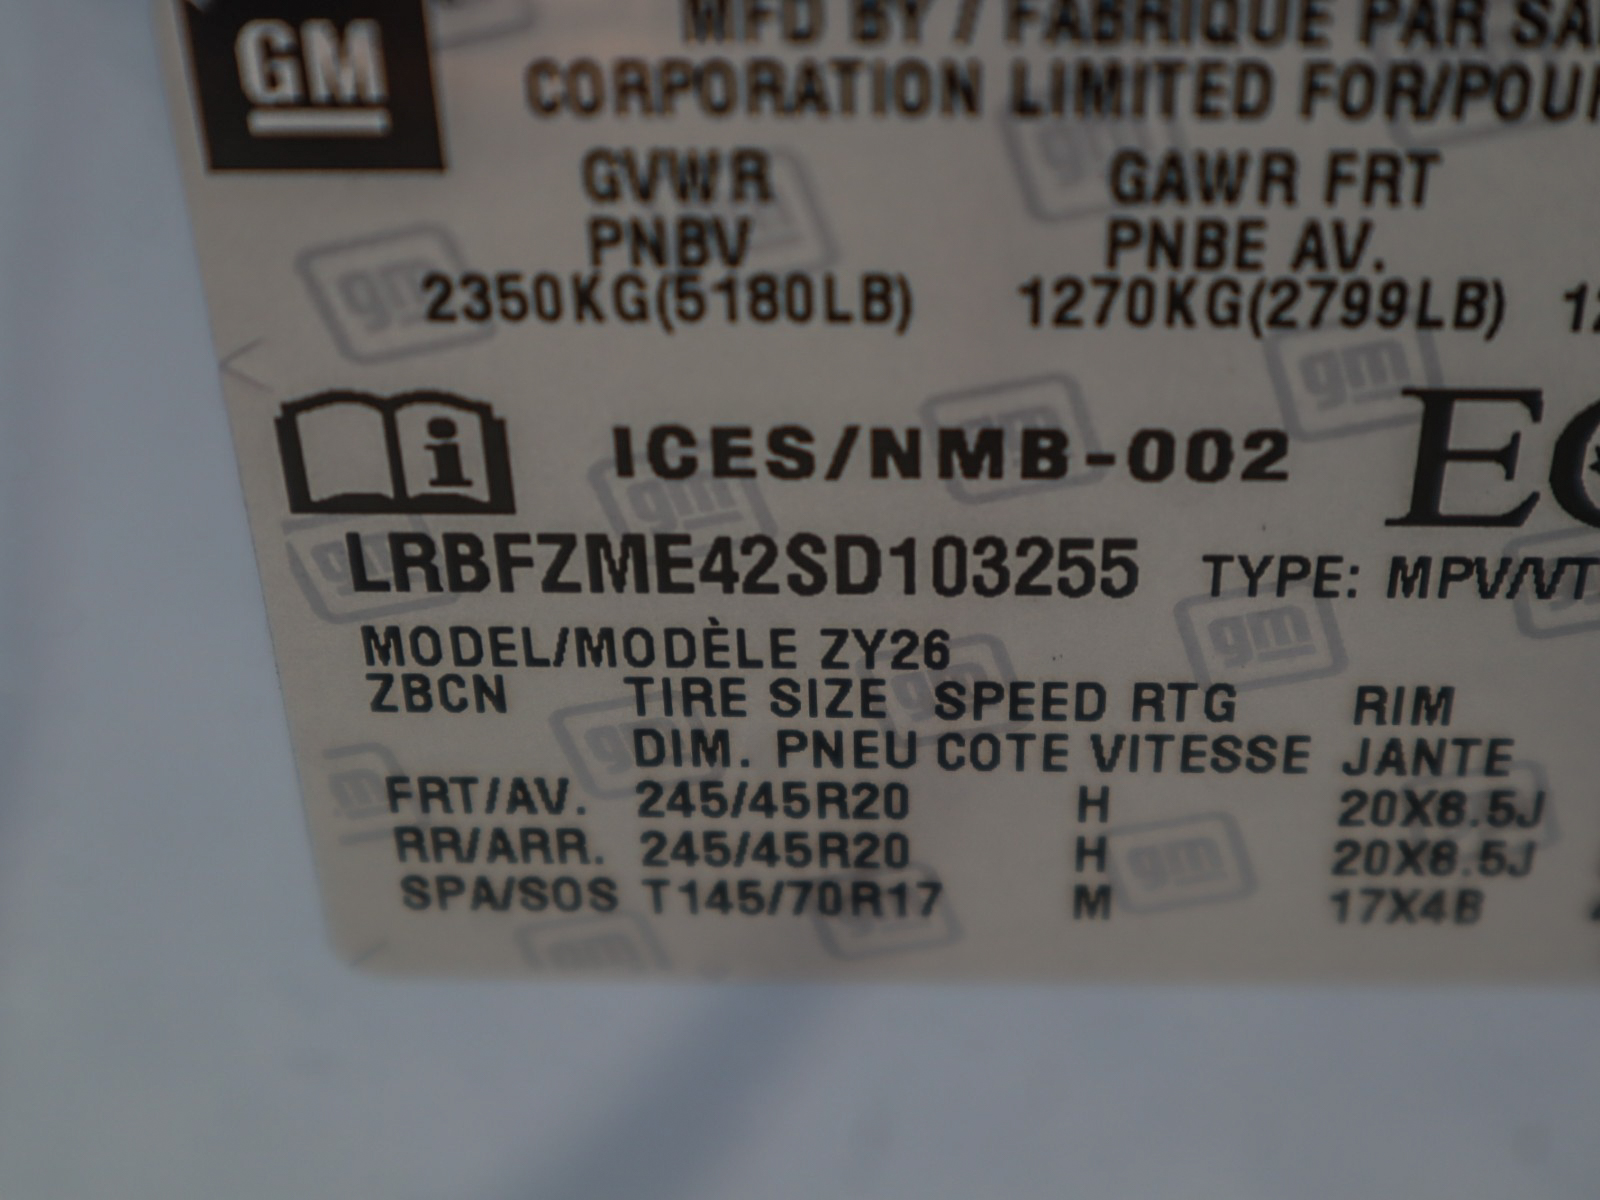 GM
MFD BY / FABRIQUE PAR
CORPORATION LIMITED FOR/POUR
GVWR GAWR FRT
PNBV PNBE AV.
2350KG(5180LB) 1270KG(2799LB)
ICES/NMB-002
LRBFZME42SD103255 TYPE: MPV/VT
MODEL/MODÈLE ZY26
ZBCN TIRE SIZE SPEED RTG RIM
DIM. PNEU COTE VITESSE JANTE
FRT/AV. 245/45R20 H 20X8.5J
RR/ARR. 245/45R20 H 20X8.5J
SPA/SOS T145/70R17 M 17X4B